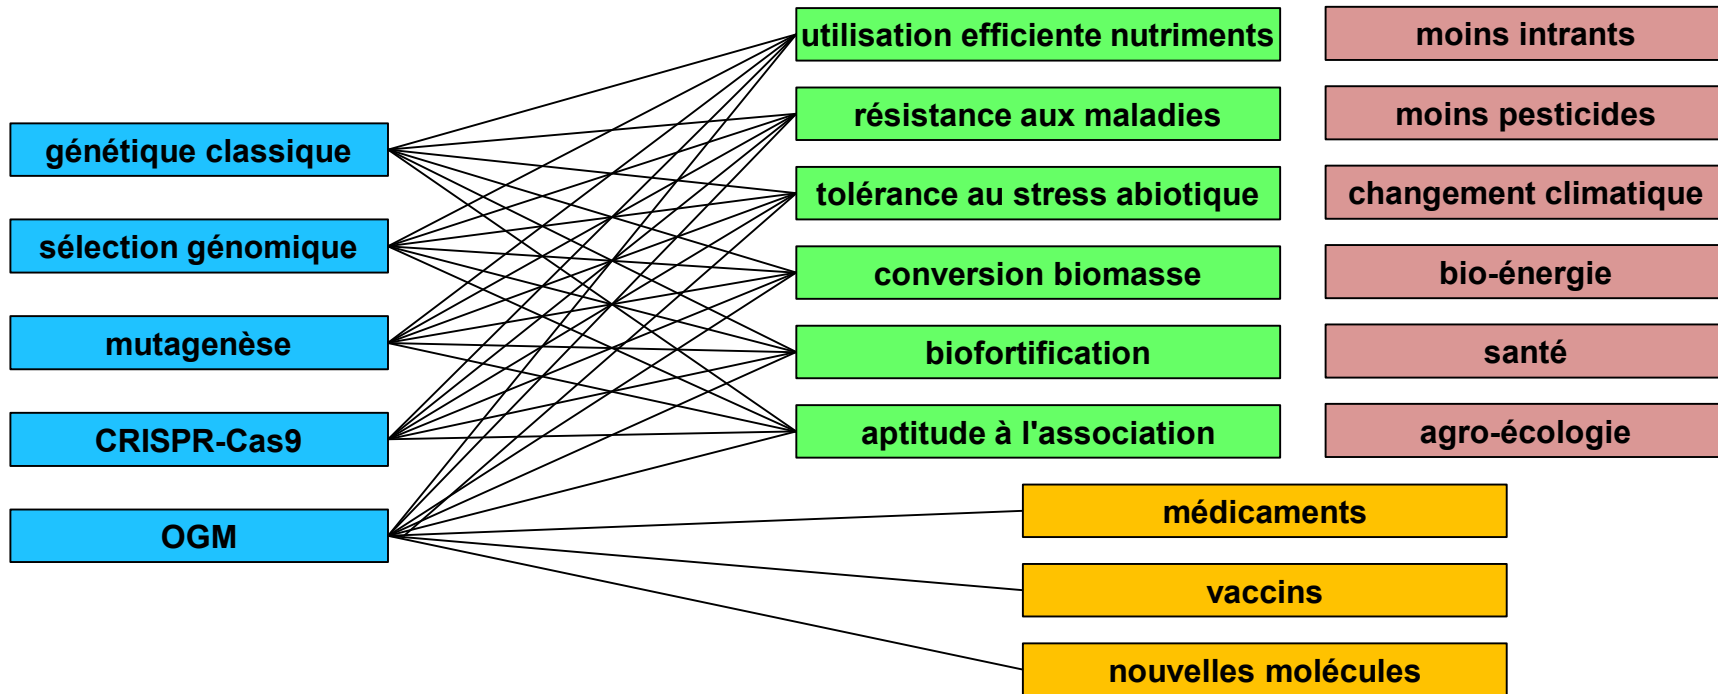 utilisation efficiente nutriments
moins intrants
résistance aux maladies
moins pesticides
génétique classique
tolérance au stress abiotique
changement climatique
sélection génomique
conversion biomasse
bio-énergie
mutagenèse
biofortification
santé
CRISPR-Cas9
aptitude à l'association
agro-écologie
OGM
médicaments
vaccins
nouvelles molécules